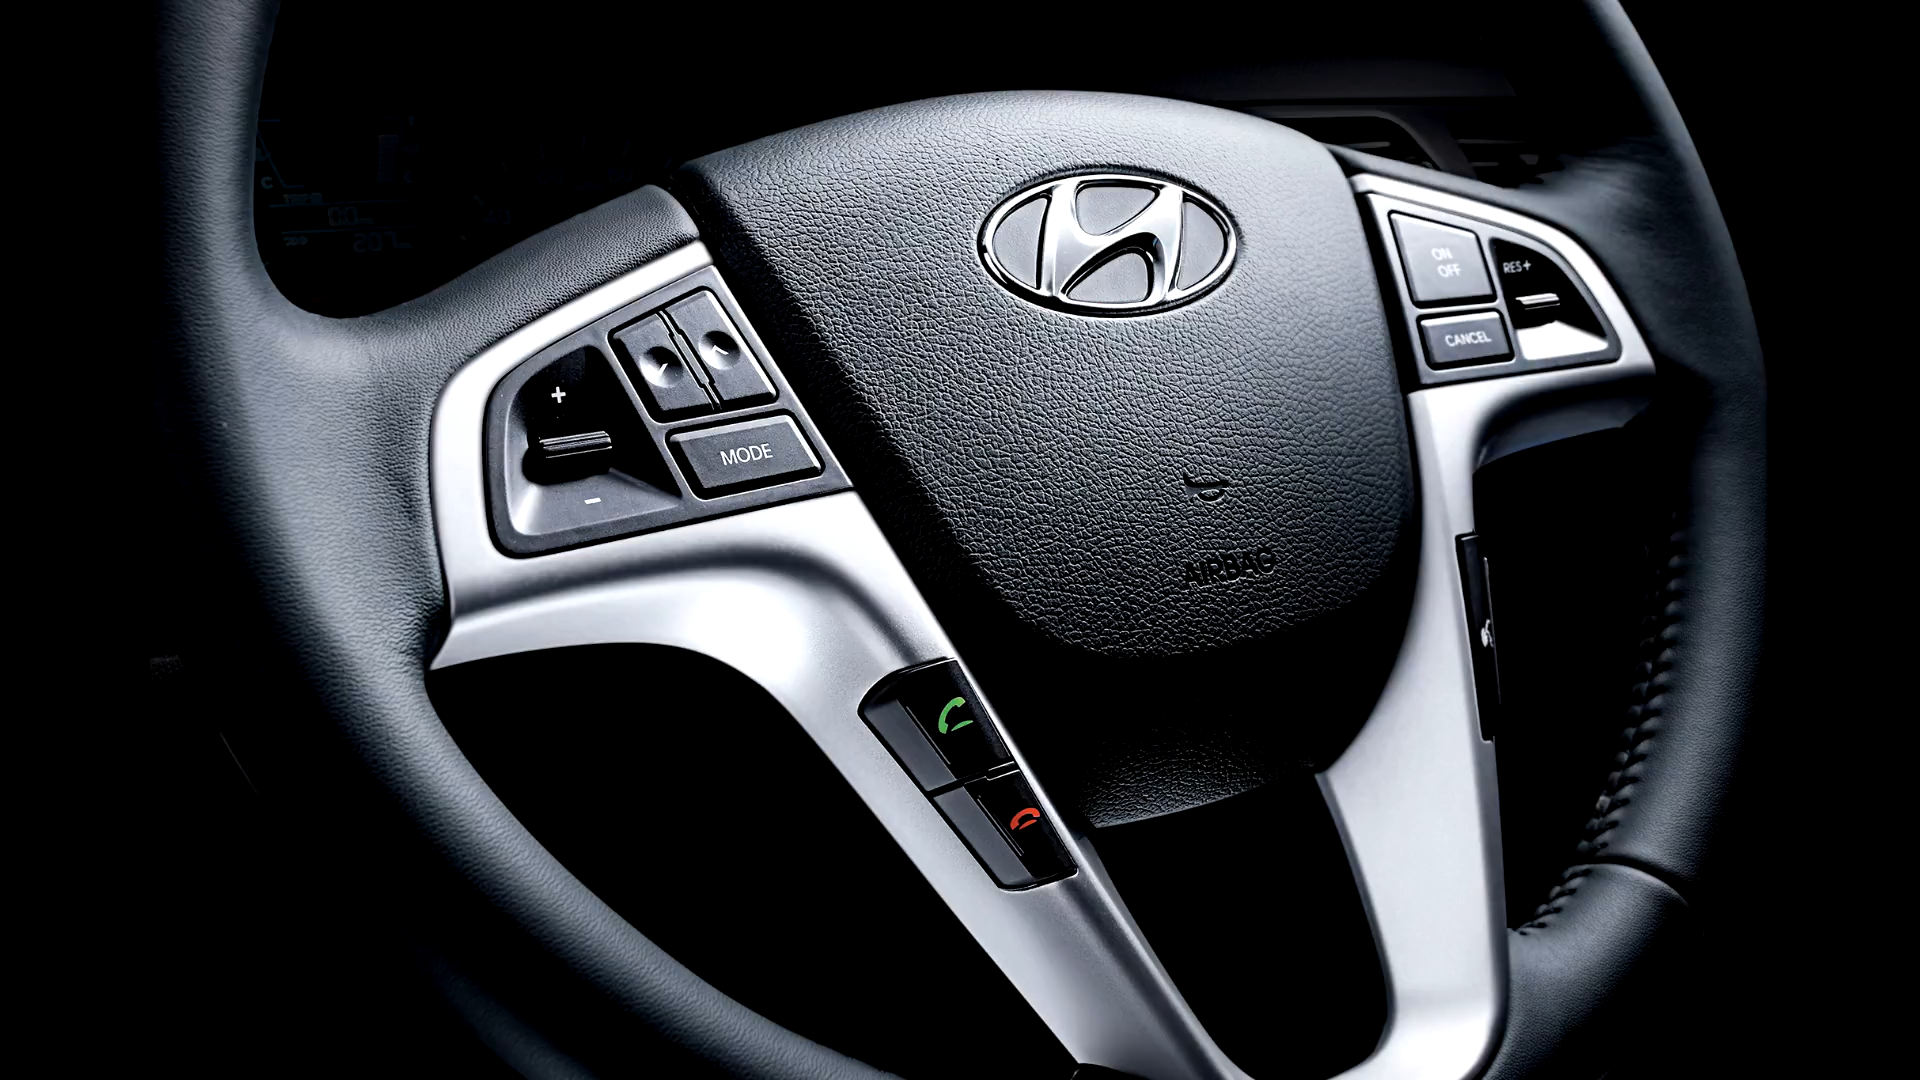 ON
OFF
RES+
CANCEL
+
MODE
-
AIRBAG
C